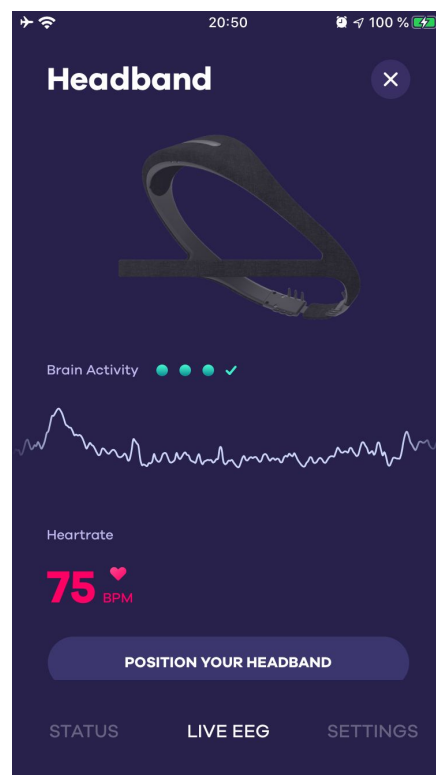 20:50
100 %
Headband
Brain Activity
Heartrate
75 BPM
POSITION YOUR HEADBAND
STATUS
LIVE EEG
SETTINGS